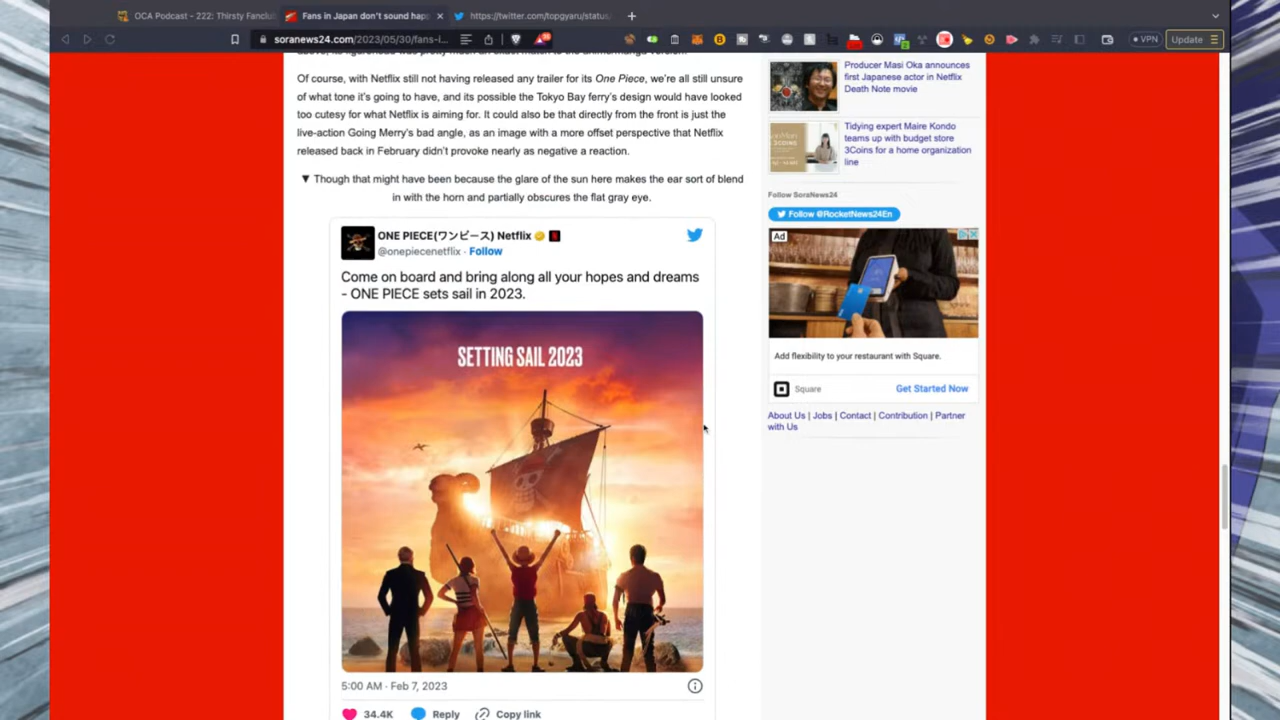 OCA Podcast - 222: Thirsty Fanclu
Fans in Japan don't sound hap
https://twitter.com/topgyaru/status/
soranews24.com/2023/05/30/fans-i...
VPN
Update
Of course, with Netflix still not having released any trailer for its One Piece, we're all still unsure
of what tone it's going to have, and its possible the Tokyo Bay ferry's design would have looked
too cutesy for what Netflix is aiming for. It could also be that directly from the front is just the
live-action Going Merry's bad angle, as an image with a more offset perspective that Netflix
released back in February didn't provoke nearly as negative a reaction.
▼ Though that might have been because the glare of the sun here makes the ear sort of blend
in with the horn and partially obscures the flat gray eye.
ONE PIECE(ワンピース) Netflix
@onepiecenetflix · Follow
Come on board and bring along all your hopes and dreams
- ONE PIECE sets sail in 2023.
SETTING SAIL 2023
5:00 AM · Feb 7, 2023
34.4K Reply Copy link
Producer Masi Oka announces
first Japanese actor in Netflix
Death Note movie
Tidying expert Maire Kondo
teams up with budget store
3Coins for a home organization
line
Follow SoraNews24
Follow @RocketNews24En
Ad
Add flexibility to your restaurant with Square.
Square
Get Started Now
About Us | Jobs | Contact | Contribution | Partner
with Us